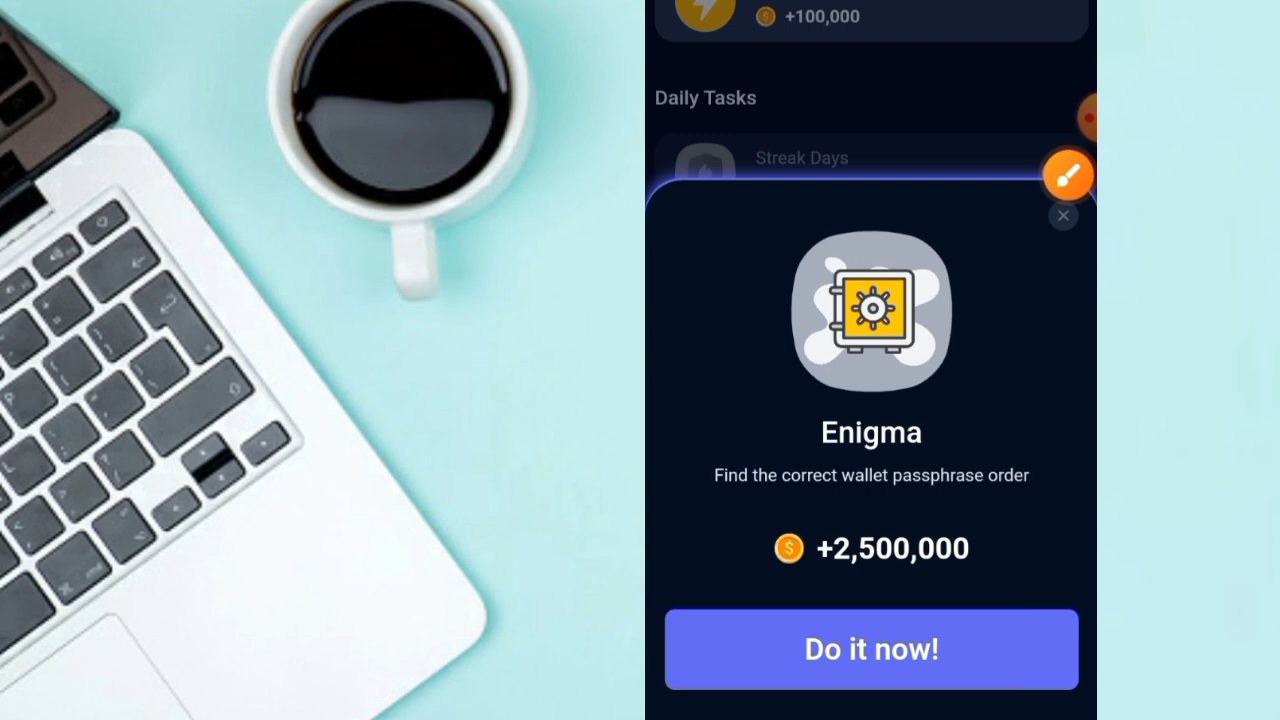 +100,000
Daily Tasks
Streak Days
Enigma
Find the correct wallet passphrase order
+2,500,000
Do it now!